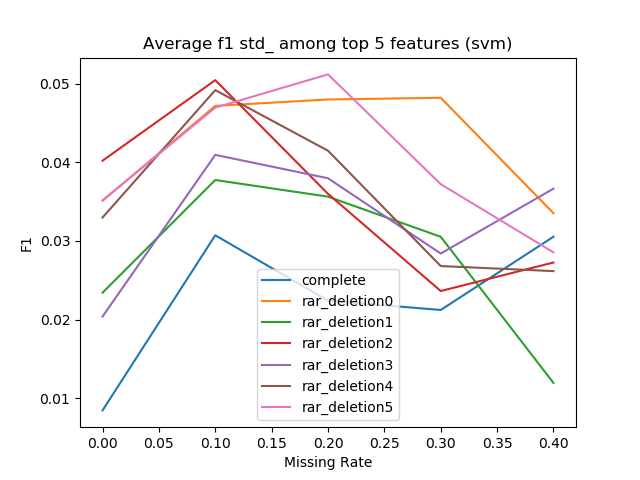 Average f1 std_ among top 5 features (svm)
0.05
0.04
0.03
0.02
0.01
F1
complete
rar_deletion0
rar_deletion1
rar_deletion2
rar_deletion3
rar_deletion4
rar_deletion5
0.00 0.05 0.10 0.15 0.20 0.25 0.30 0.35 0.40
Missing Rate